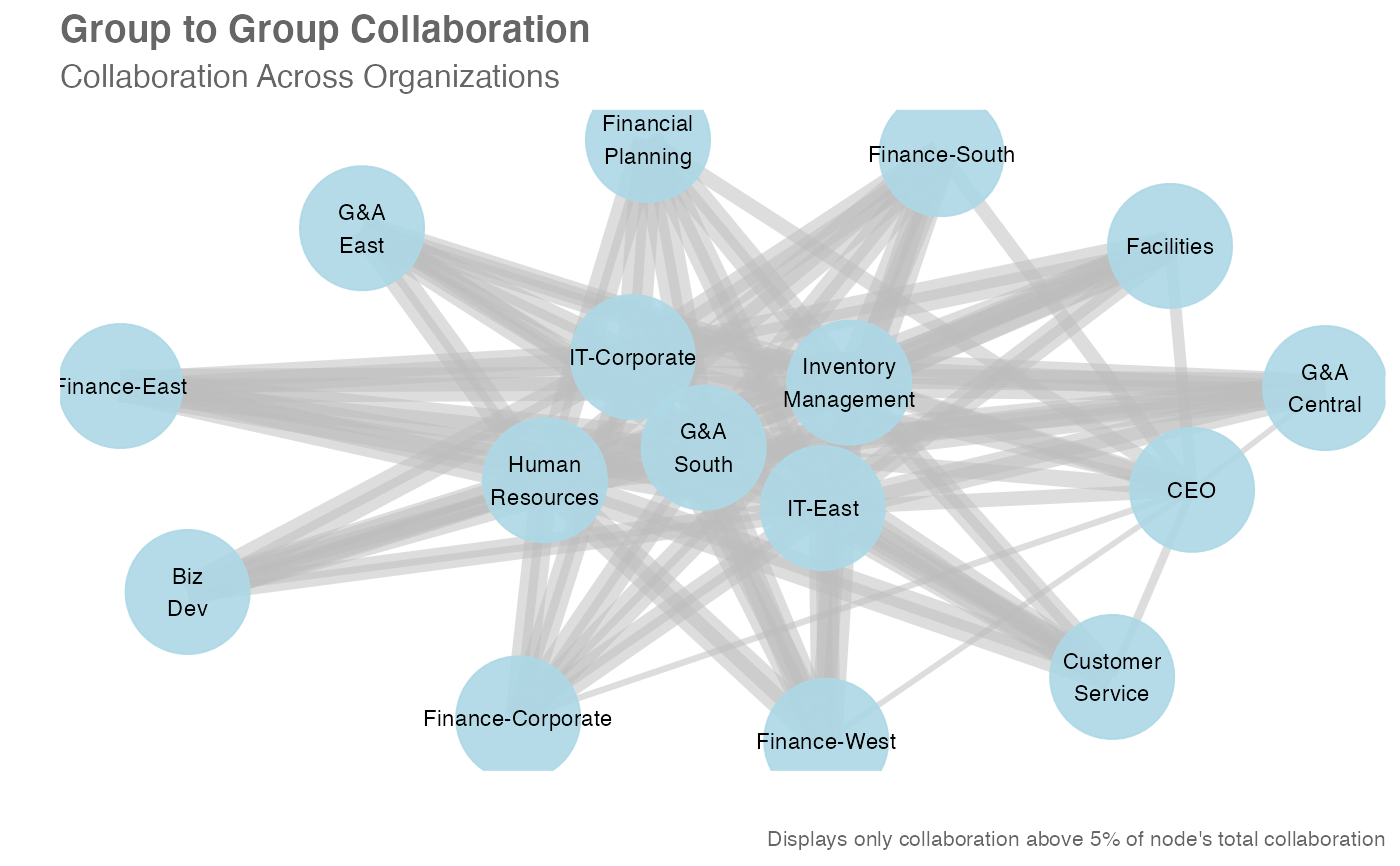 Group to Group Collaboration
Collaboration Across Organizations
Financial
Planning
Finance-South
G&A
East
Facilities
IT-Corporate
Inventory
Management
Finance-East
G&A
Central
G&A
South
Human
Resources
CEO
IT-East
Biz
Dev
Customer
Service
Finance-Corporate
Finance-West
Displays only collaboration above 5% of node's total collaboration